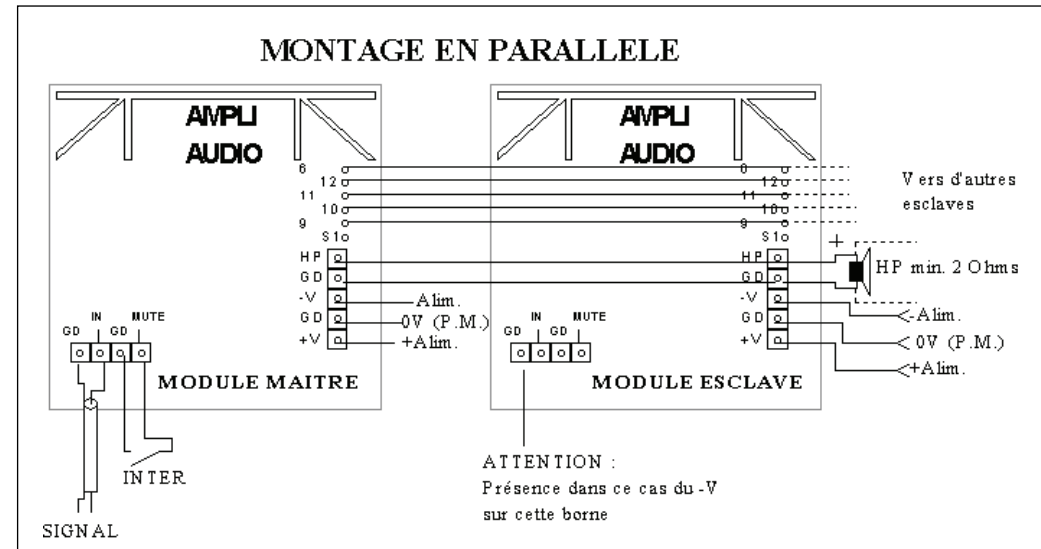 MONTAGE EN PARALLELE
AMPLI
AUDIO
6
12
11
10
9
S1
HP
GD
-V
GD
+V
-Alim.
0V (P.M.)
+Alim.
GD IN GD MUTE
MODULE MAITRE
INTER
SIGNAL
AMPLI
AUDIO
6
12
11
10
9
S1
HP
GD
-V
GD
+V
GD IN GD MUTE
MODULE ESCLAVE
Vers d'autres
esclaves
+
HP min. 2 Ohms
-Alim.
0V (P.M.)
+Alim.
ATTENTION :
Présence dans ce cas du -V
sur cette borne